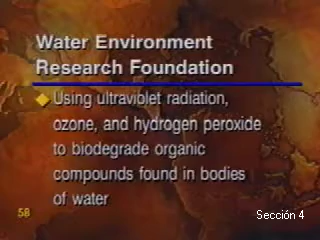 Water Environment
Research Foundation
Using ultraviolet radiation,
ozone, and hydrogen peroxide
to biodegrade organic
compounds found in bodies
of water
58
Sección 4